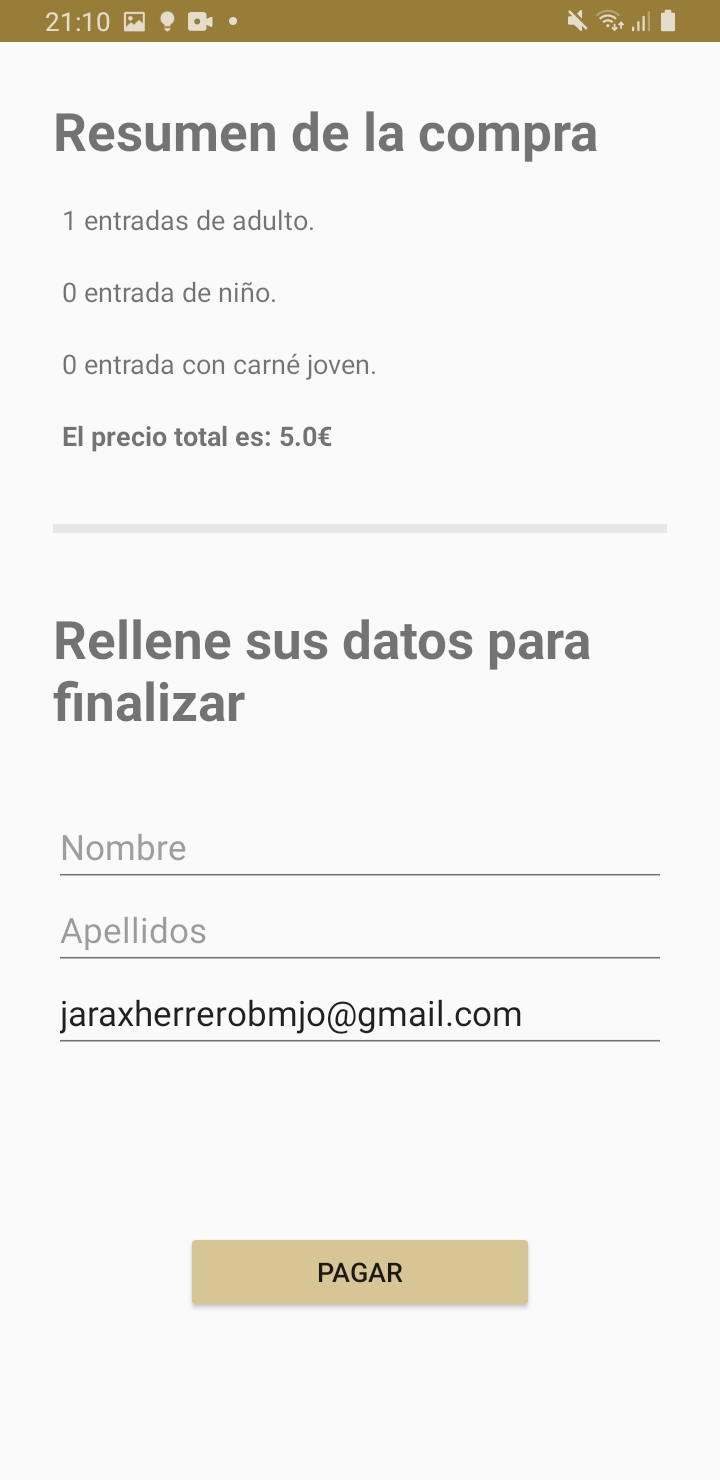 21:10
Resumen de la compra
1 entradas de adulto.
0 entrada de niño.
0 entrada con carné joven.
El precio total es: 5.0€
Rellene sus datos para
finalizar
Nombre
Apellidos
jaraxherrerobmjo@gmail.com
PAGAR